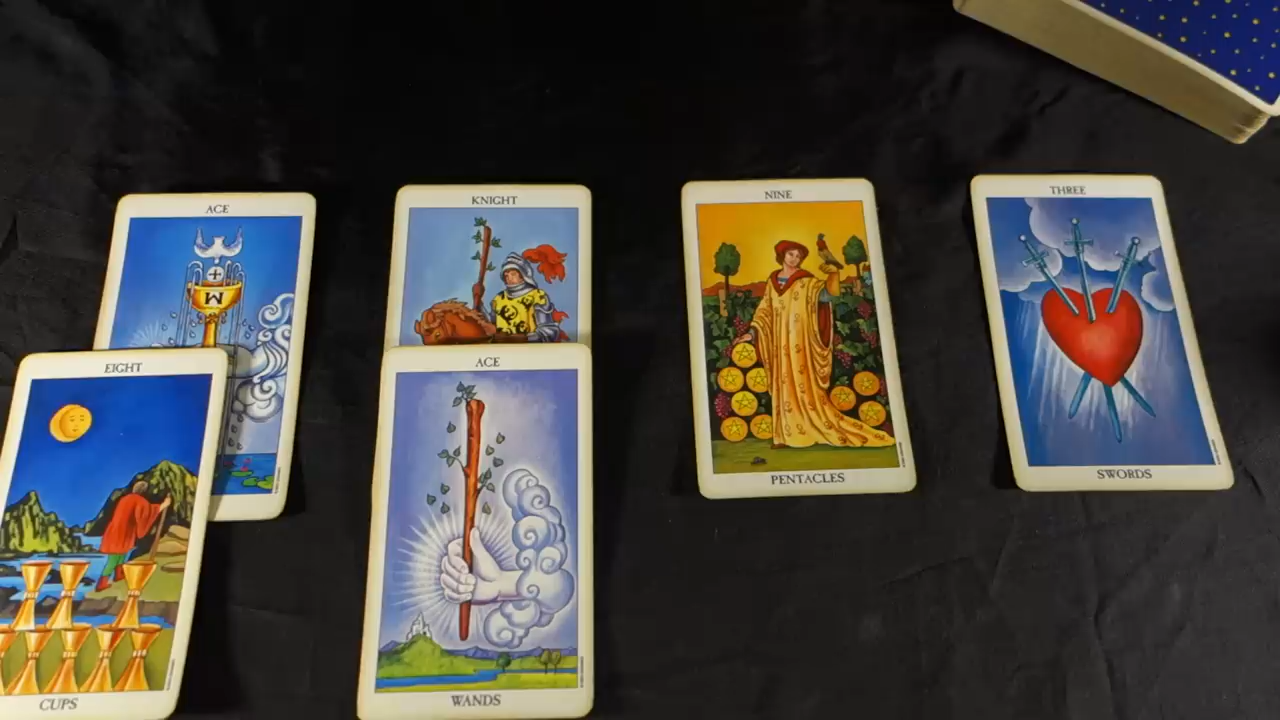 ACE
KNIGHT
NINE
THREE
EIGHT
ACE
PENTACLES
SWORDS
CUPS
WANDS